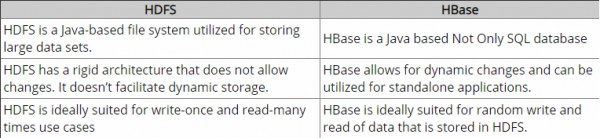 HDFS
HBase
HDFS is a Java-based file system utilized for storing
large data sets.
HBase is a Java based Not Only SQL database
HDFS has a rigid architecture that does not allow
changes. It doesn't facilitate dynamic storage.
HBase allows for dynamic changes and can be
utilized for standalone applications.
HDFS is ideally suited for write-once and read-many
times use cases
HBase is ideally suited for random write and
read of data that is stored in HDFS.